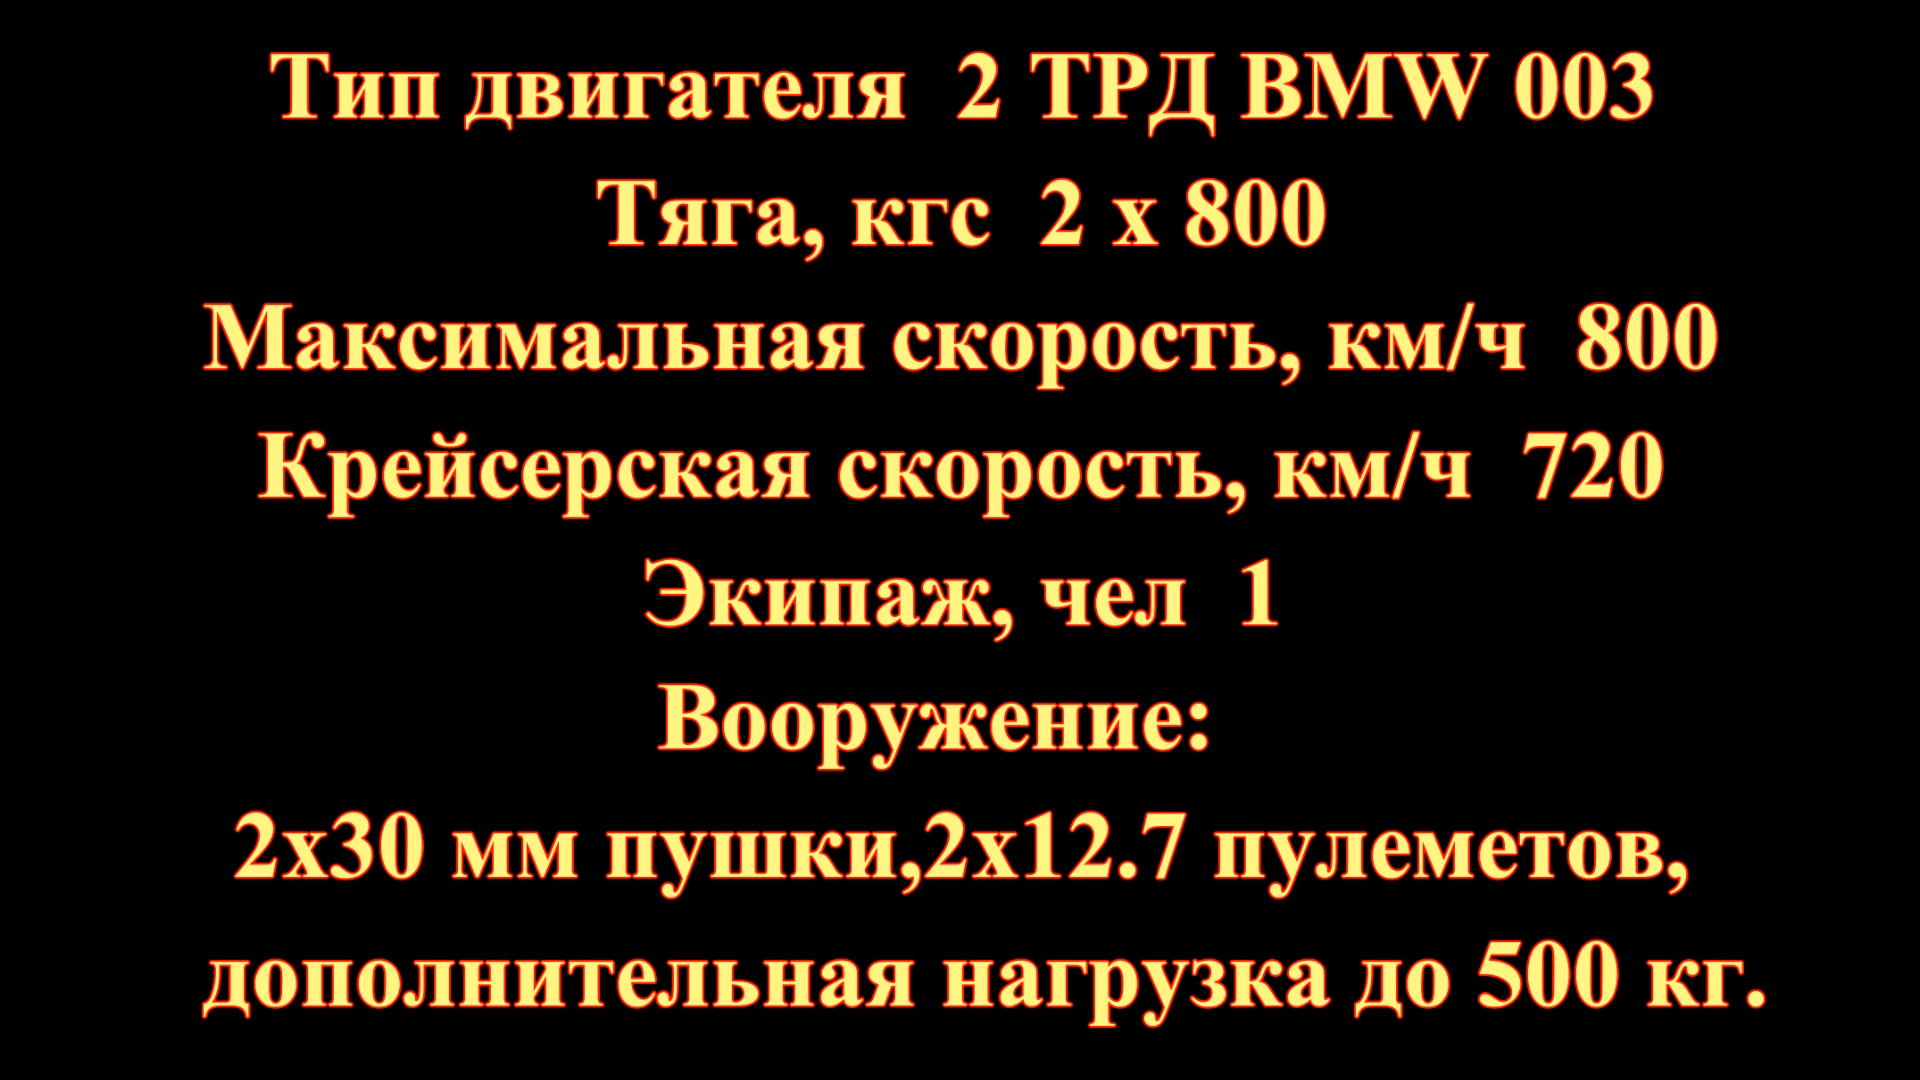 Тип двигателя 2 ТРД BMW 003
Тяга, кгс 2 х 800
Максимальная скорость, км/ч 800
Крейсерская скорость, км/ч 720
Экипаж, чел 1
Вооружение:
2х30 мм пушки,2х12.7 пулеметов,
дополнительная нагрузка до 500 кг.